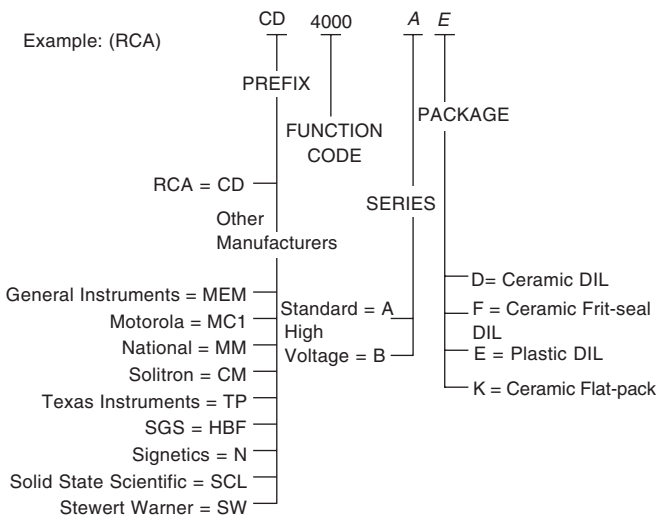 CD 4000 A E
Example: (RCA)
PREFIX
PACKAGE
FUNCTION
CODE
RCA = CD
SERIES
Other
Manufacturers
D= Ceramic DIL
General Instruments = MEM
Standard = A
F = Ceramic Frit-seal
DIL
Motorola = MC1
High
National = MM
Voltage = B
E = Plastic DIL
Solitron = CM
K = Ceramic Flat-pack
Texas Instruments = TP
SGS = HBF
Signetics = N
Solid State Scientific = SCL
Stewert Warner = SW